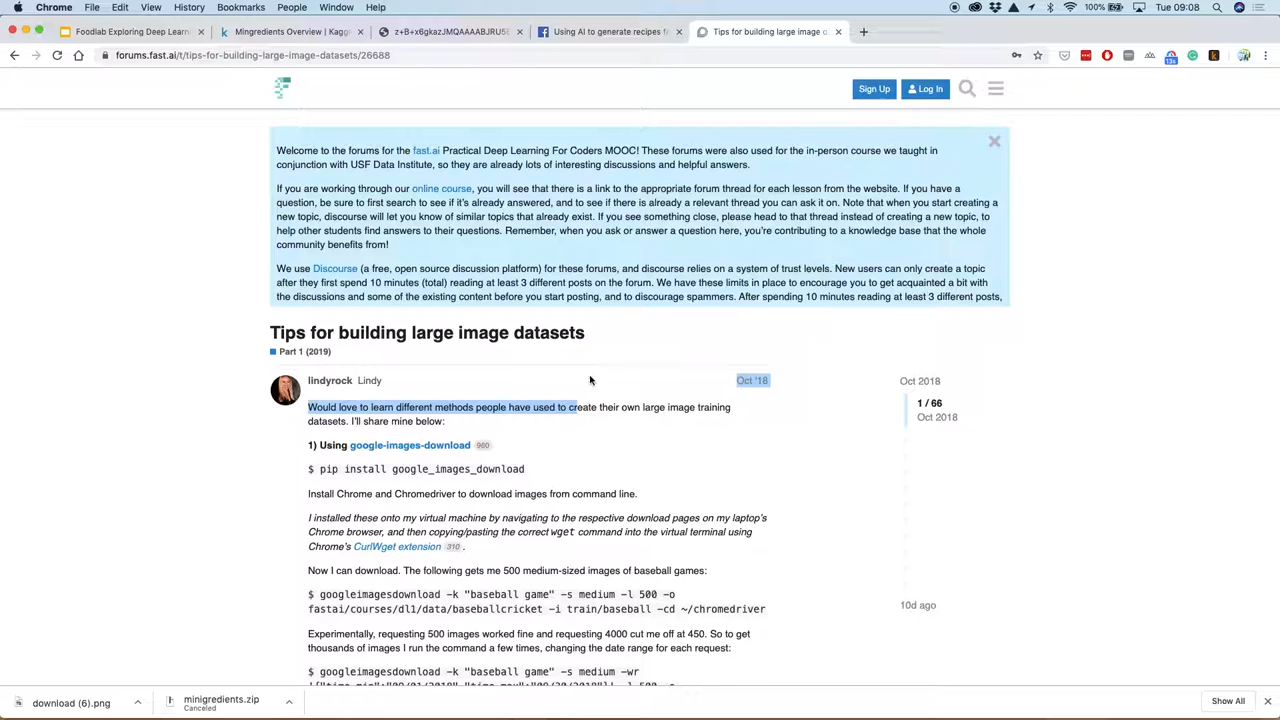 Chrome File Edit View History Bookmarks People Window Help 100% Tue 09:08
Foodlab Exploring Deep Learni
Mingredients Overview | Kaggl
z+B+x6gkazJMQAAAABJRU5E
Using AI to generate recipes f
Tips for building large image d
forums.fast.ai/t/tips-for-building-large-image-datasets/26688
13s
Sign Up
Log In
Welcome to the forums for the fast.ai Practical Deep Learning For Coders MOOC! These forums were also used for the in-person course we taught in
conjunction with USF Data Institute, so they are already lots of interesting discussions and helpful answers.
If you are working through our online course, you will see that there is a link to the appropriate forum thread for each lesson from the website. If you have a
question, be sure to first search to see if it's already answered, and to see if there is already a relevant thread you can ask it on. Note that when you start creating a
new topic, discourse will let you know of similar topics that already exist. If you see something close, please head to that thread instead of creating a new topic, to
help other students find answers to their questions. Remember, when you ask or answer a question here, you're contributing to a knowledge base that the whole
community benefits from!
We use Discourse (a free, open source discussion platform) for these forums, and discourse relies on a system of trust levels. New users can only create a topic
after they first spend 10 minutes (total) reading at least 3 different posts on the forum. We have these limits in place to encourage you to get acquainted a bit with
the discussions and some of the existing content before you start posting, and to discourage spammers. After spending 10 minutes reading at least 3 different posts,
Tips for building large image datasets
Part 1 (2019)
lindyrock Lindy Oct '18
Would love to learn different methods people have used to create their own large image training
datasets. I'll share mine below:
1) Using google-images-download 960
$ pip install google_images_download
Install Chrome and Chromedriver to download images from command line.
I installed these onto my virtual machine by navigating to the respective download pages on my laptop's
Chrome browser, and then copying/pasting the correct wget command into the virtual terminal using
Chrome's CurlWget extension 310 .
Now I can download. The following gets me 500 medium-sized images of baseball games:
$ googleimagesdownload -k "baseball game" -s medium -l 500 -o
fastai/courses/dl1/data/baseballcricket -i train/baseball -cd ~/chromedriver
Experimentally, requesting 500 images worked fine and requesting 4000 cut me off at 450. So to get
thousands of images I run the command a few times, changing the date range for each request:
$ googleimagesdownload -k "baseball game" -s medium -wr
Oct 2018
1 / 66
Oct 2018
10d ago
download (6).png
minigredients.zip
Canceled
Show All